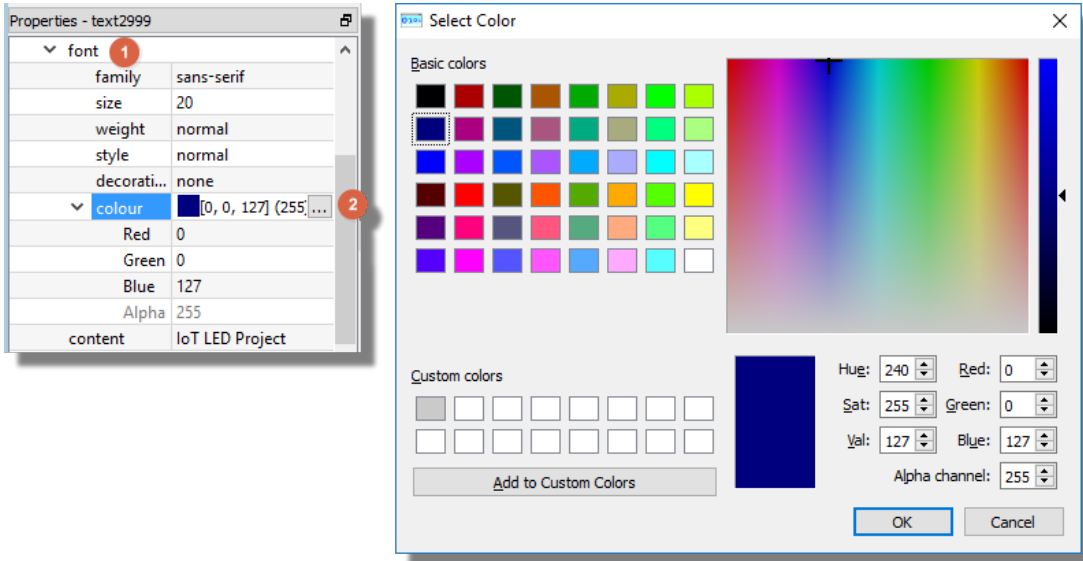 Properties - text2999
font 1
family sans-serif
size 20
weight normal
style normal
decorati... none
colour [0, 0, 127] (255) ... 2
Red 0
Green 0
Blue 127
Alpha 255
content IoT LED Project
Select Color
Basic colors
Custom colors
Add to Custom Colors
Hue: 240 Red: 0
Sat: 255 Green: 0
Val: 127 Blue: 127
Alpha channel: 255
OK Cancel